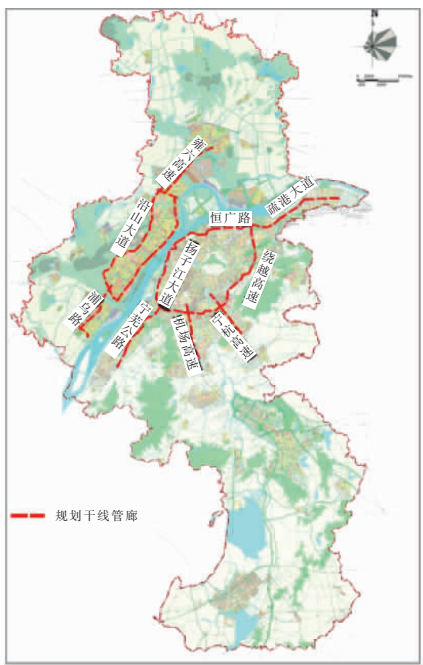 N
雍六高速
沿山大道
疏港大道
恒广路
扬子江大道
绕越高速
浦乌路
宁芜公路
机场高速
宁杭高速
规划干线管廊